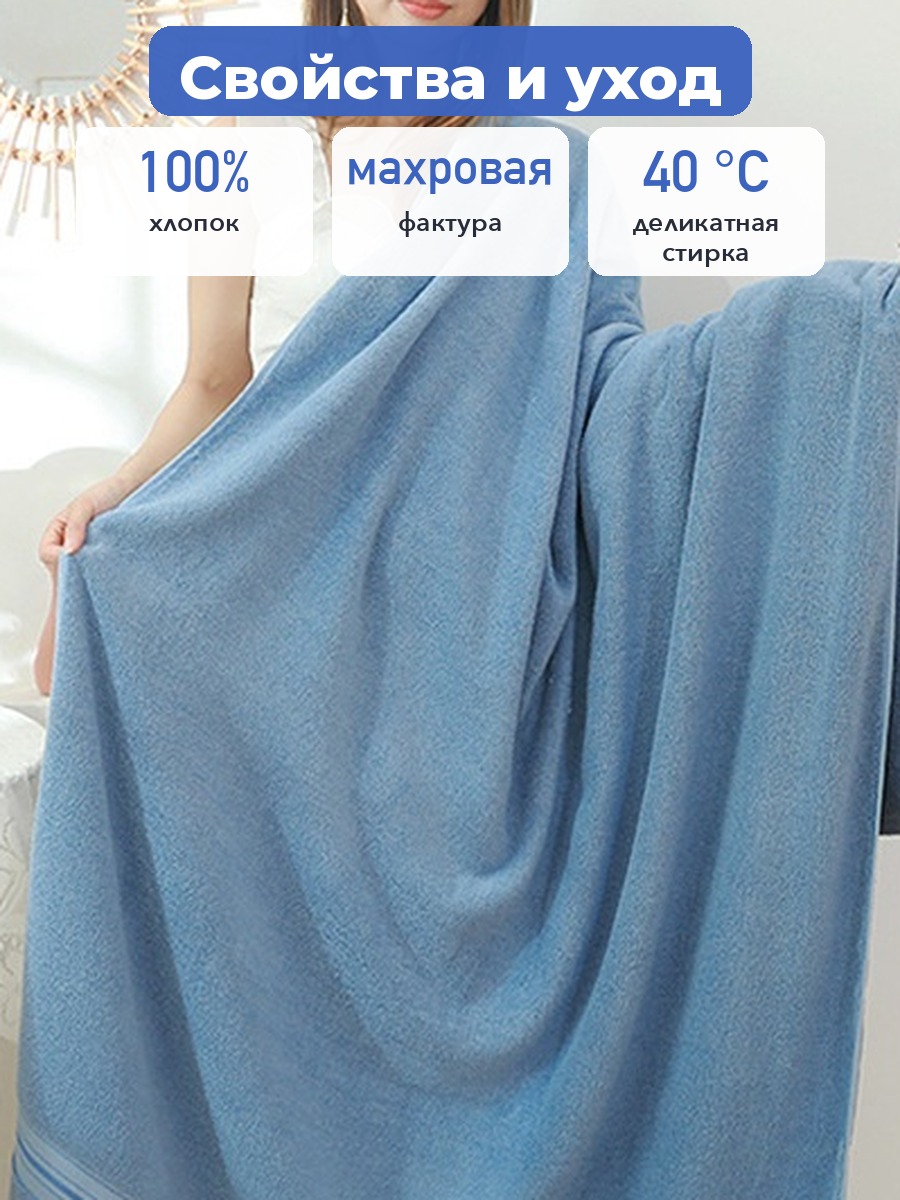 Свойства и уход
100%
хлопок
махровая
фактура
40 °C
деликатная
стирка